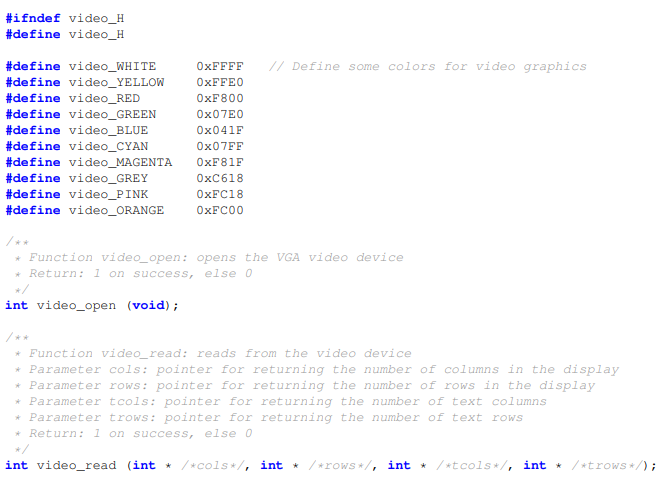 #ifndef video_H
#define video_H
#define video_WHITE 0xFFFF // Define some colors for video graphics
#define video_YELLOW 0xFFE0
#define video_RED 0xF800
#define video_GREEN 0x07E0
#define video_BLUE 0x041F
#define video_CYAN 0x07FF
#define video_MAGENTA 0xF81F
#define video_GREY 0xC618
#define video_PINK 0xFC18
#define video_ORANGE 0xFC00
/**
* Function video_open: opens the VGA video device
* Return: 1 on success, else 0
*/
int video_open (void);
/**
* Function video_read: reads from the video device
* Parameter cols: pointer for returning the number of columns in the display
* Parameter rows: pointer for returning the number of rows in the display
* Parameter tcols: pointer for returning the number of text columns
* Parameter trows: pointer for returning the number of text rows
* Return: 1 on success, else 0
*/
int video_read (int * /*cols*/, int * /*rows*/, int * /*tcols*/, int * /*trows*/);